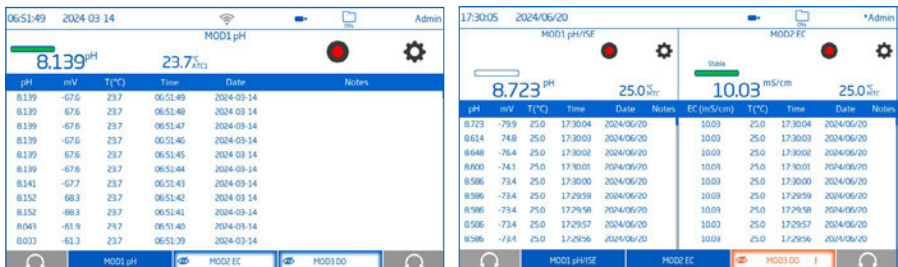 06:51:49 2024-03-14 0% Admin
MOD1 pH
8.139 pH 23.7 °C ATC1
pH mV T(°C) Time Date Notes
8.139 -67.6 23.7 06:51:49 2024-03-14
8.139 67.6 23.7 06:51:48 2024-03-14
8.139 -67.6 23.7 06:51:47 2024-03-14
8.139 -67.6 23.7 06:51:46 2024-03-14
8.139 67.6 23.7 06:51:45 2024-03-14
8.139 -67.6 23.7 06:51:44 2024-03-14
8.141 -67.7 23.7 06:51:43 2024-03-14
8.152 -68.3 23.7 06:51:42 2024-03-14
8.152 -68.3 23.7 06:51:41 2024-03-14
8.043 -61.9 23.7 06:51:40 2024-03-14
-61.3 23.7 06:51:39 2024-03-14
MOD1 pH MOD2 EC MOD3 DO
17:30:05 2024/06/20 0% *Admin
MOD1 pH/ISE
8.723 pH 25.0 °C MTC
pH mV T(°C) Time Date Notes
8.723 -79.9 25.0 17:30:04 2024/06/20
8.614 -74.8 25.0 17:30:03 2024/06/20
8.648 -76.4 25.0 17:30:02 2024/06/20
8.600 -74.1 25.0 17:30:01 2024/06/20
8.586 -73.4 25.0 17:30:00 2024/06/20
8.586 -73.4 25.0 17:29:59 2024/06/20
8.586 -73.4 25.0 17:29:58 2024/06/20
-73.4 25.0 17:29:57 2024/06/20
8.586 -73.4 25.0 17:29:56 2024/06/20
MOD2 EC
Stable
10.03 mS/cm 25.0 °C MTC
EC(mS/cm) T(°C) Time Date Notes
10.03 25.0 17:30:04 2024/06/20
10.03 25.0 17:30:03 2024/06/20
10.03 25.0 17:30:02 2024/06/20
10.03 25.0 17:30:01 2024/06/20
10.03 25.0 17:30:00 2024/06/20
10.03 25.0 17:29:59 2024/06/20
10.03 25.0 17:29:58 2024/06/20
10.03 25.0 17:29:57 2024/06/20
10.03 25.0 17:29:56 2024/06/20
MOD1 pH/ISE MOD2 EC MOD3 DO !